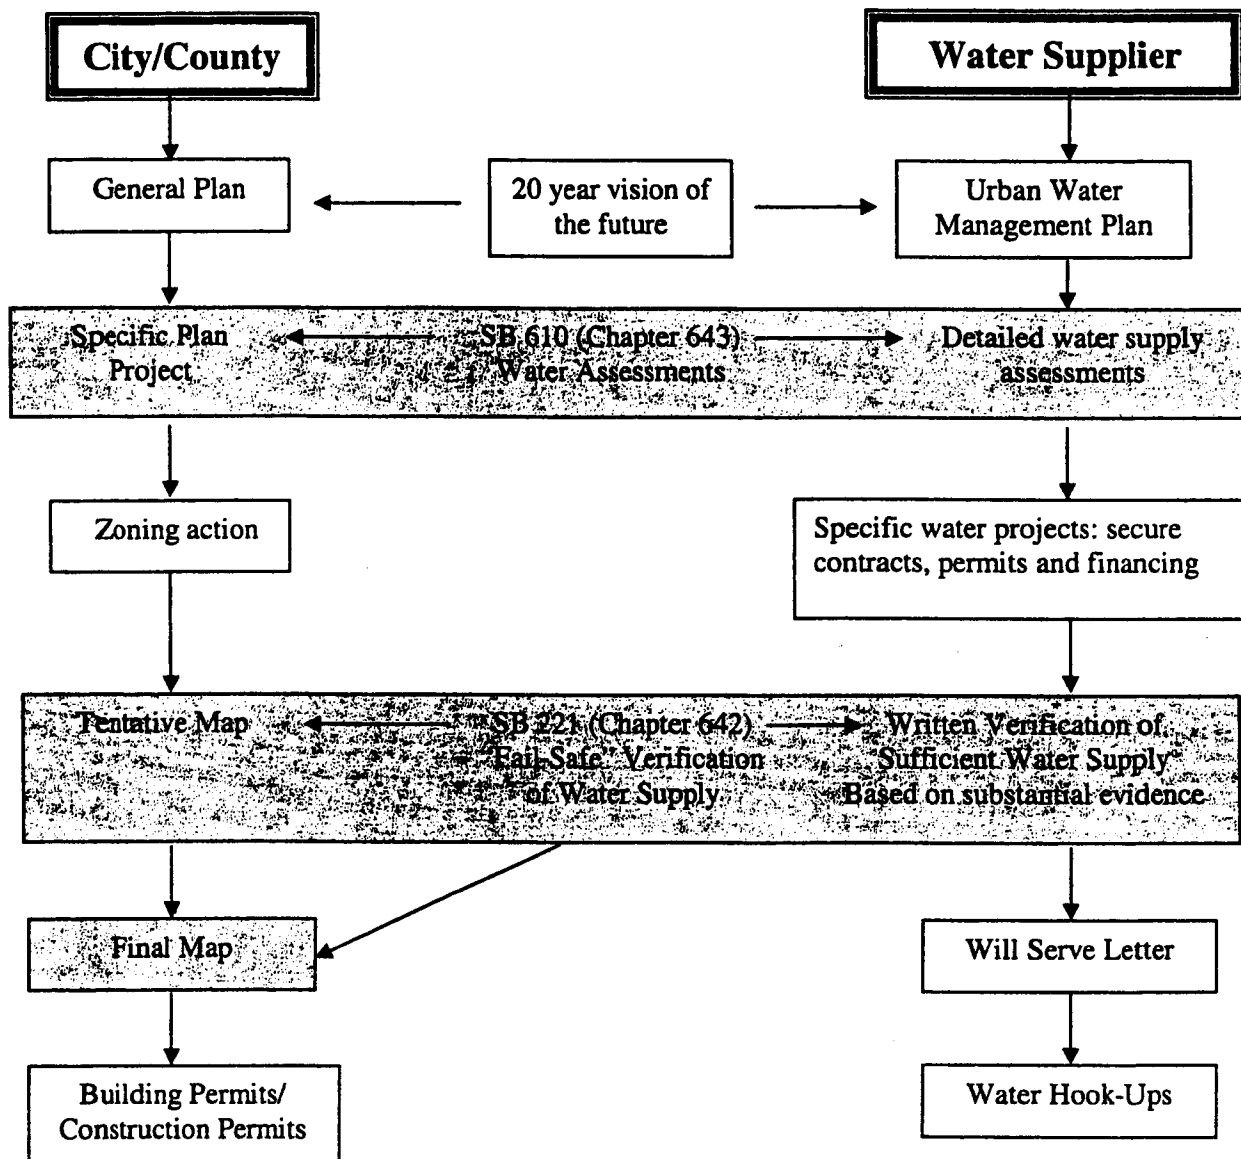 City/County
Water Supplier
General Plan
20 year vision of
the future
Urban Water
Management Plan
Specific Plan
Project
SB 610 (Chapter 643)
Water Assessments
Detailed water supply
assessments
Zoning action
Specific water projects: secure
contracts, permits and financing
Tentative Map
SB 221 (Chapter 642)
"Fail-Safe" Verification
of Water Supply
Written Verification of
Sufficient Water Supply
Based on substantial evidence
Final Map
Will Serve Letter
Building Permits/
Construction Permits
Water Hook-Ups